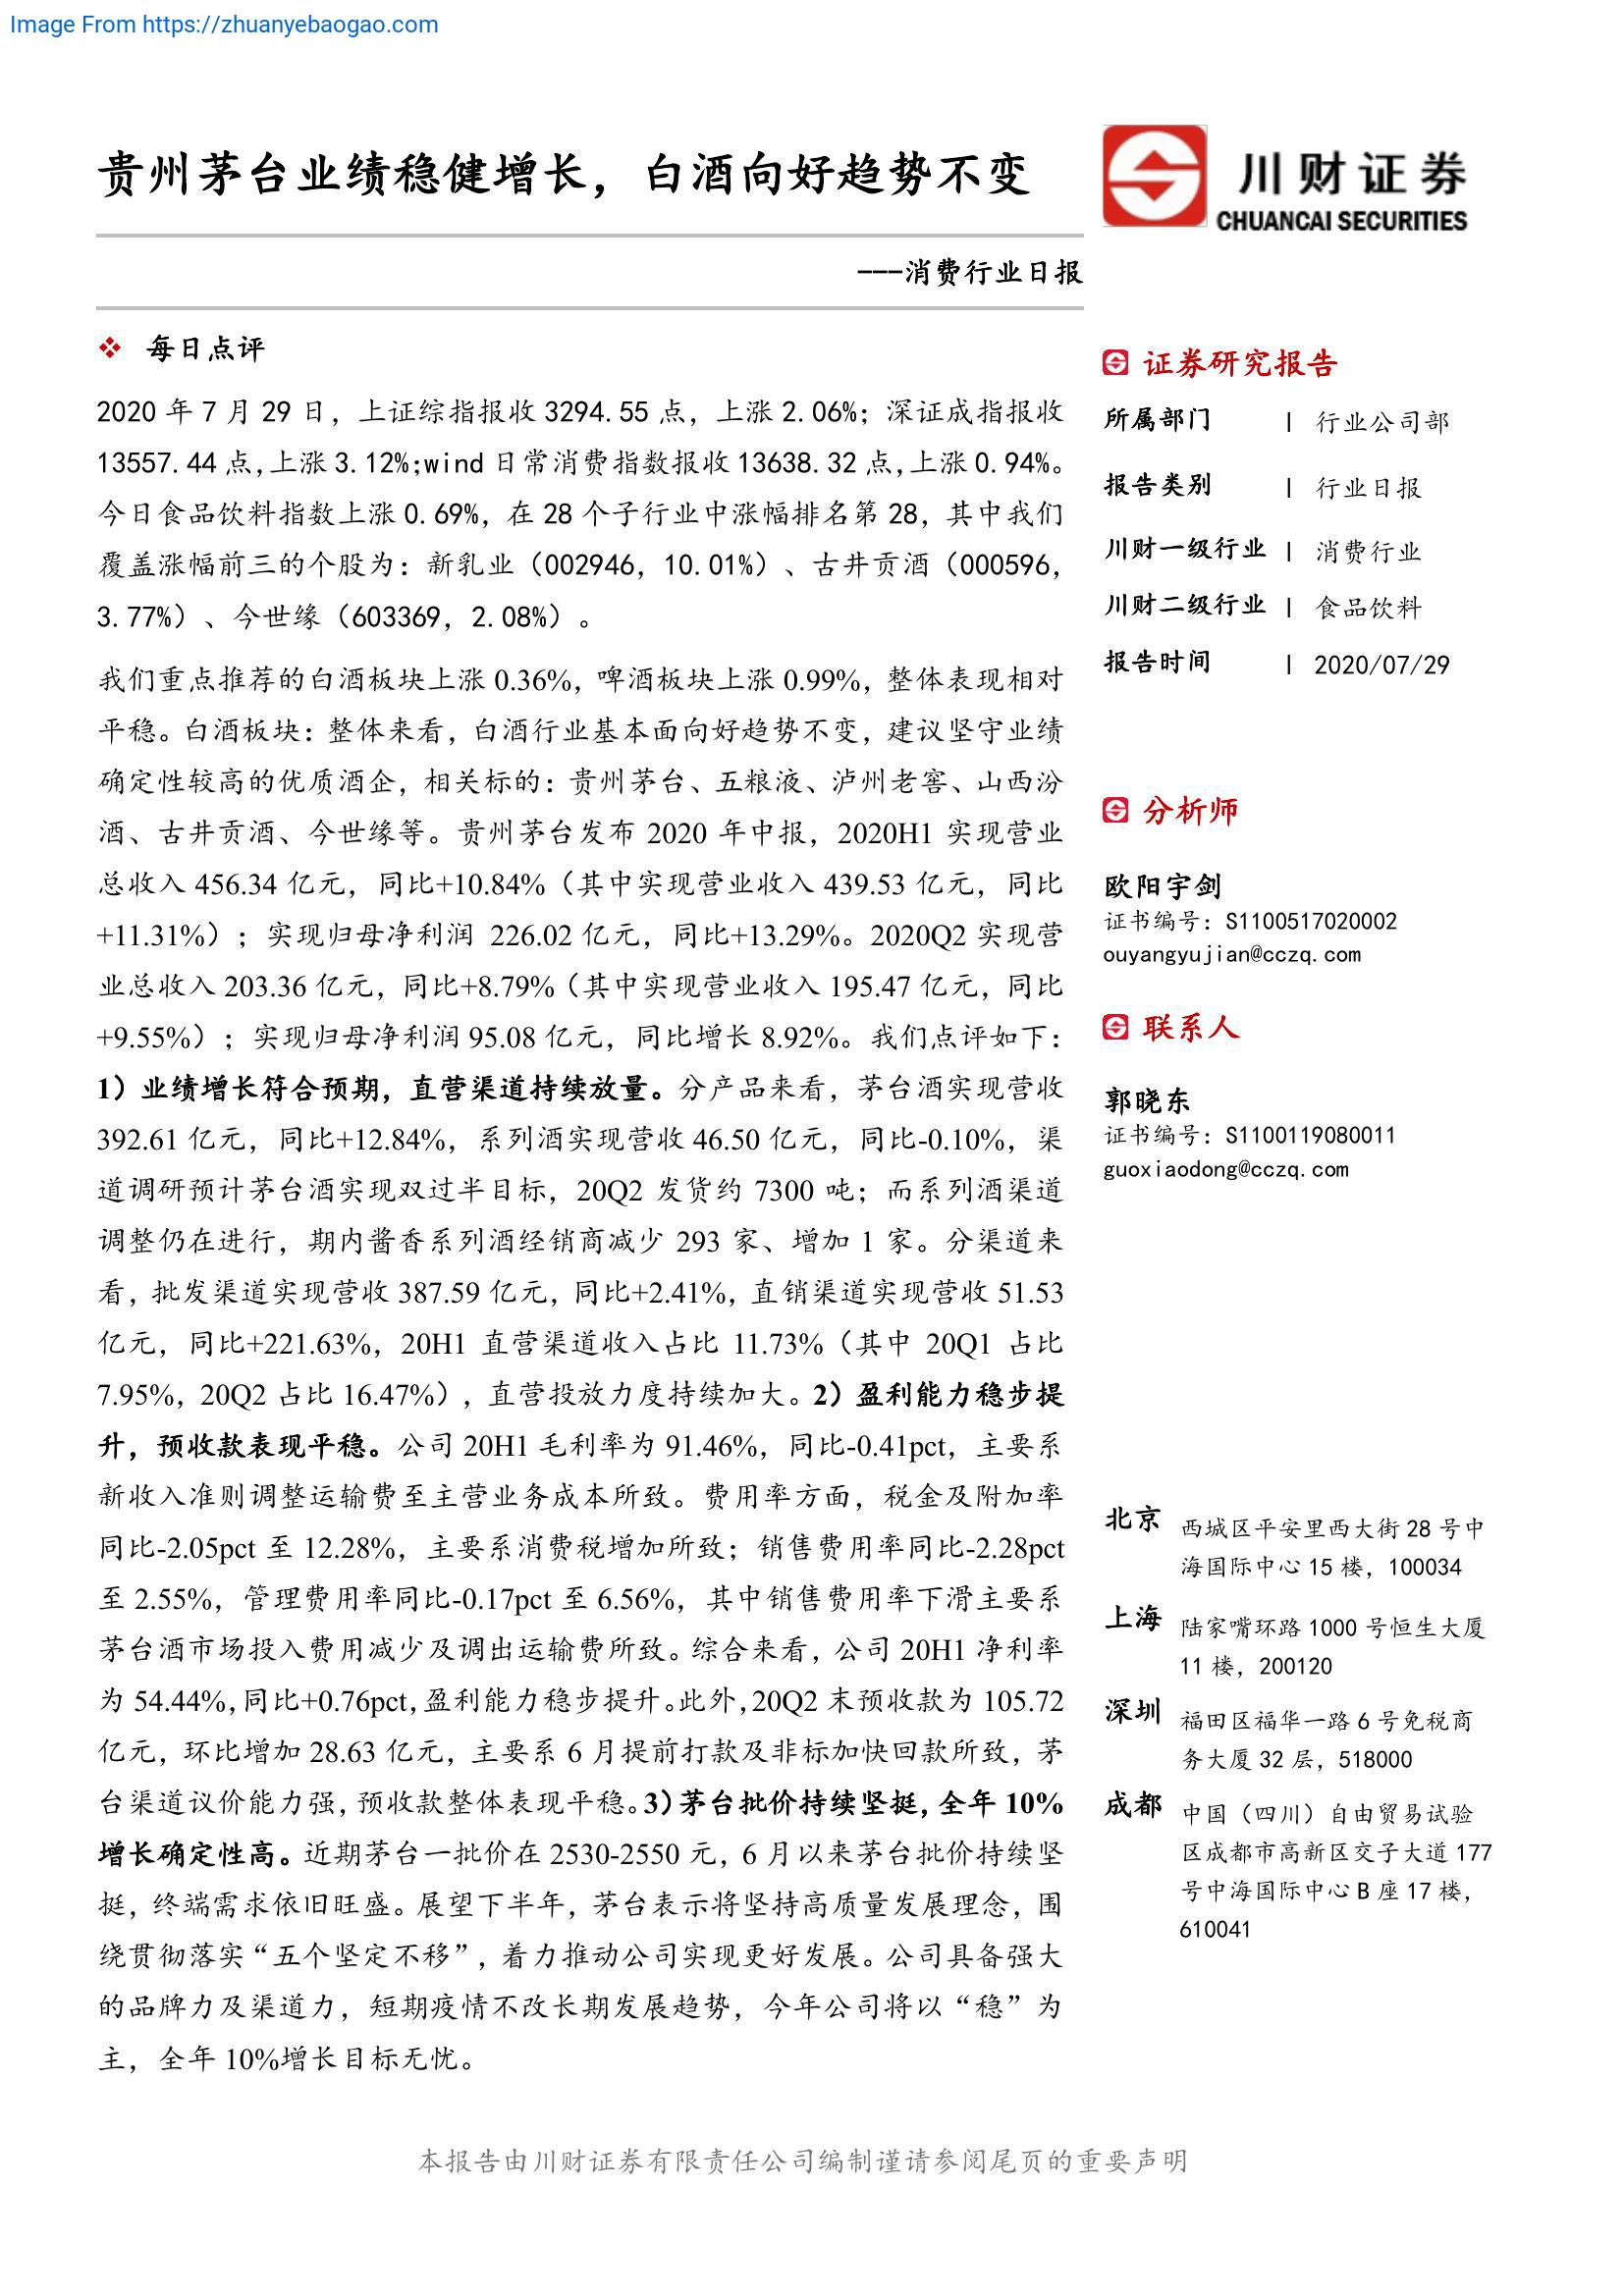 Image From https://zhuanyebaogao.com
贵州茅台业绩稳健增长，白酒向好趋势不变
川财证券
CHUANCAI SECURITIES
---消费行业日报
❖ 每日点评
2020 年 7 月 29 日，上证综指报收 3294.55 点，上涨 2.06%；深证成指报收
13557.44 点，上涨 3.12%;wind 日常消费指数报收 13638.32 点，上涨 0.94%。
今日食品饮料指数上涨 0.69%，在 28 个子行业中涨幅排名第 28，其中我们
覆盖涨幅前三的个股为：新乳业（002946，10.01%）、古井贡酒（000596，
3.77%）、今世缘（603369，2.08%）。
我们重点推荐的白酒板块上涨 0.36%，啤酒板块上涨 0.99%，整体表现相对
平稳。白酒板块：整体来看，白酒行业基本面向好趋势不变，建议坚守业绩
确定性较高的优质酒企，相关标的：贵州茅台、五粮液、泸州老窖、山西汾
酒、古井贡酒、今世缘等。贵州茅台发布 2020 年中报，2020H1 实现营业
总收入 456.34 亿元，同比+10.84%（其中实现营业收入 439.53 亿元，同比
+11.31%）；实现归母净利润 226.02 亿元，同比+13.29%。2020Q2 实现营
业总收入 203.36 亿元，同比+8.79%（其中实现营业收入 195.47 亿元，同比
+9.55%）；实现归母净利润 95.08 亿元，同比增长 8.92%。我们点评如下：
1）业绩增长符合预期，直营渠道持续放量。分产品来看，茅台酒实现营收
392.61 亿元，同比+12.84%，系列酒实现营收 46.50 亿元，同比-0.10%，渠
道调研预计茅台酒实现双过半目标，20Q2 发货约 7300 吨；而系列酒渠道
调整仍在进行，期内酱香系列酒经销商减少 293 家、增加 1 家。分渠道来
看，批发渠道实现营收 387.59 亿元，同比+2.41%，直销渠道实现营收 51.53
亿元，同比+221.63%，20H1 直营渠道收入占比 11.73%（其中 20Q1 占比
7.95%，20Q2 占比 16.47%），直营投放力度持续加大。2）盈利能力稳步提
升，预收款表现平稳。公司 20H1 毛利率为 91.46%，同比-0.41pct，主要系
新收入准则调整运输费至主营业务成本所致。费用率方面，税金及附加率
同比-2.05pct 至 12.28%，主要系消费税增加所致；销售费用率同比-2.28pct
至 2.55%，管理费用率同比-0.17pct 至 6.56%，其中销售费用率下滑主要系
茅台酒市场投入费用减少及调出运输费所致。综合来看，公司 20H1 净利率
为 54.44%，同比+0.76pct，盈利能力稳步提升。此外，20Q2 末预收款为 105.72
亿元，环比增加 28.63 亿元，主要系 6 月提前打款及非标加快回款所致，茅
台渠道议价能力强，预收款整体表现平稳。3）茅台批价持续坚挺，全年 10%
增长确定性高。近期茅台一批价在 2530-2550 元，6 月以来茅台批价持续坚
挺，终端需求依旧旺盛。展望下半年，茅台表示将坚持高质量发展理念，围
绕贯彻落实“五个坚定不移”，着力推动公司实现更好发展。公司具备强大
的品牌力及渠道力，短期疫情不改长期发展趋势，今年公司将以“稳”为
主，全年 10%增长目标无忧。
证券研究报告
所属部门 | 行业公司部
报告类别 | 行业日报
川财一级行业 | 消费行业
川财二级行业 | 食品饮料
报告时间 | 2020/07/29
分析师
欧阳宇剑
证书编号：S1100517020002
ouyangyujian@cczq.com
联系人
郭晓东
证书编号：S1100119080011
guoxiaodong@cczq.com
北京 西城区平安里西大街 28 号中
海国际中心 15 楼，100034
上海 陆家嘴环路 1000 号恒生大厦
11 楼，200120
深圳 福田区福华一路 6 号免税商
务大厦 32 层，518000
成都 中国（四川）自由贸易试验
区成都市高新区交子大道 177
号中海国际中心 B 座 17 楼，
610041
本报告由川财证券有限责任公司编制谨请参阅尾页的重要声明